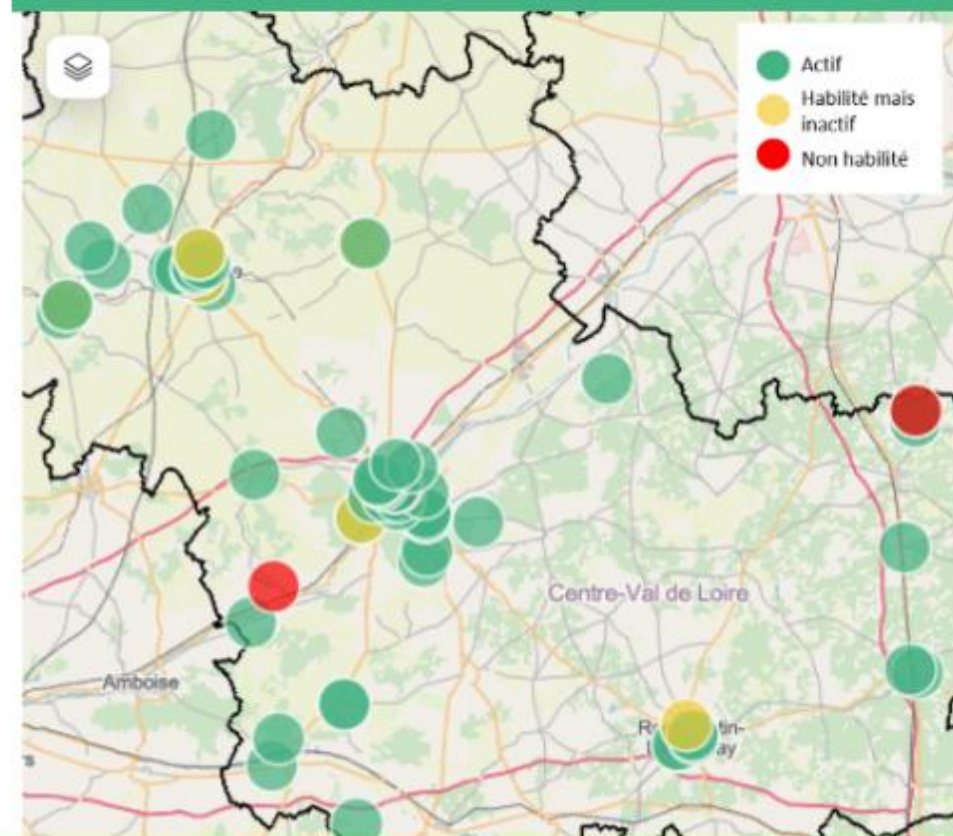 Actif
Habilité mais
inactif
Non habilité
Centre-Val de Loire
Amboise